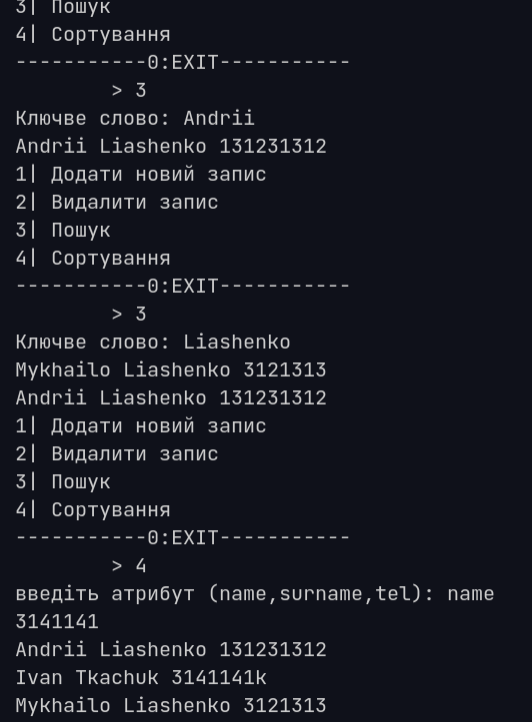 3| Пошук
4| Сортування
-----------0:EXIT-----------
> 3
Ключве слово: Andrii
Andrii Liashenko 131231312
1| Додати новий запис
2| Видалити запис
3| Пошук
4| Сортування
-----------0:EXIT-----------
> 3
Ключве слово: Liashenko
Mykhailo Liashenko 3121313
Andrii Liashenko 131231312
1| Додати новий запис
2| Видалити запис
3| Пошук
4| Сортування
-----------0:EXIT-----------
> 4
введіть атрибут (name,surname,tel): name
3141141
Andrii Liashenko 131231312
Ivan Tkachuk 3141141k
Mykhailo Liashenko 3121313